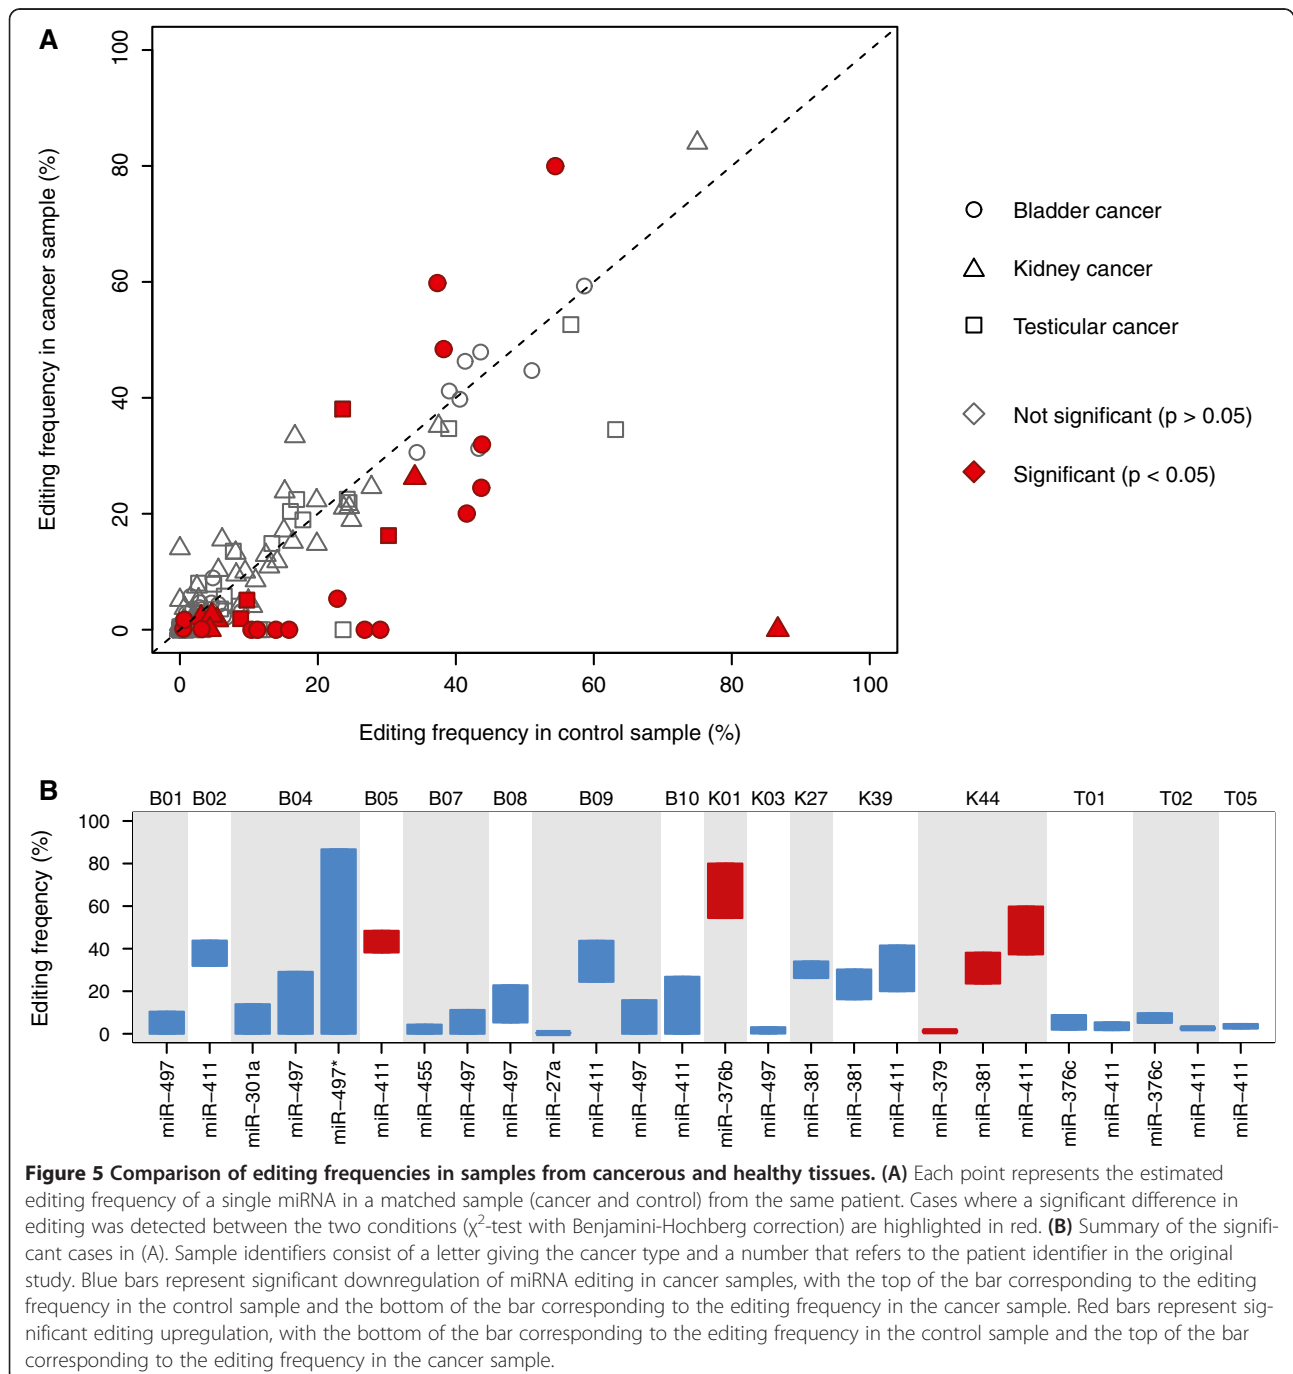 A
100
80
60
40
20
0
Editing frequency in cancer sample (%)
0 20 40 60 80 100
Editing frequency in control sample (%)
Bladder cancer
Kidney cancer
Testicular cancer
Not significant (p > 0.05)
Significant (p < 0.05)
B
B01 B02 B04 B05 B07 B08 B09 B10 K01 K03 K27 K39 K44 T01 T02 T05
100
80
60
40
20
0
Editing freqency (%)
miR−497
miR−411
miR−301a
miR−497
miR−497*
miR−411
miR−455
miR−497
miR−497
miR−27a
miR−411
miR−497
miR−411
miR−376b
miR−497
miR−381
miR−381
miR−411
miR−379
miR−381
miR−411
miR−376c
miR−411
miR−376c
miR−411
miR−411
Figure 5 Comparison of editing frequencies in samples from cancerous and healthy tissues. (A) Each point represents the estimated
editing frequency of a single miRNA in a matched sample (cancer and control) from the same patient. Cases where a significant difference in
editing was detected between the two conditions (χ²-test with Benjamini-Hochberg correction) are highlighted in red. (B) Summary of the signifi-
cant cases in (A). Sample identifiers consist of a letter giving the cancer type and a number that refers to the patient identifier in the original
study. Blue bars represent significant downregulation of miRNA editing in cancer samples, with the top of the bar corresponding to the editing
frequency in the control sample and the bottom of the bar corresponding to the editing frequency in the cancer sample. Red bars represent sig-
nificant editing upregulation, with the bottom of the bar corresponding to the editing frequency in the control sample and the top of the bar
corresponding to the editing frequency in the cancer sample.